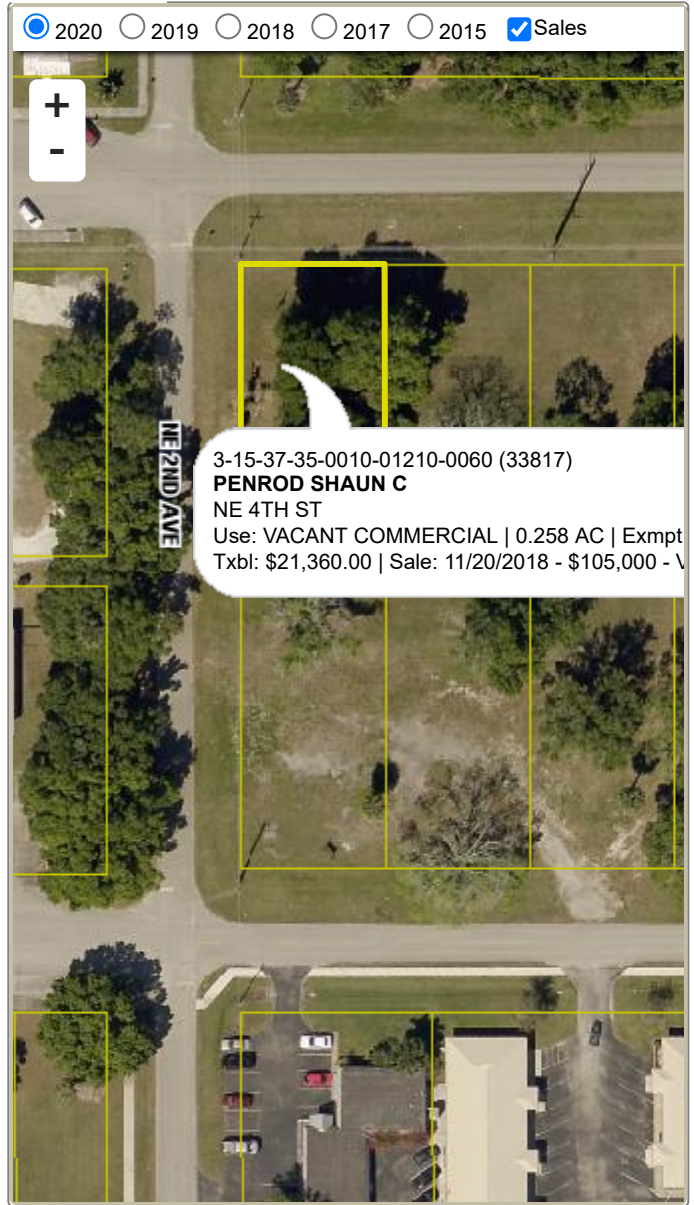 2020 2019 2018 2017 2015 Sales
+
-
NE 2ND AVE
3-15-37-35-0010-01210-0060 (33817)
PENROD SHAUN C
NE 4TH ST
Use: VACANT COMMERCIAL | 0.258 AC | Exmpt
Txbl: $21,360.00 | Sale: 11/20/2018 - $105,000 - V